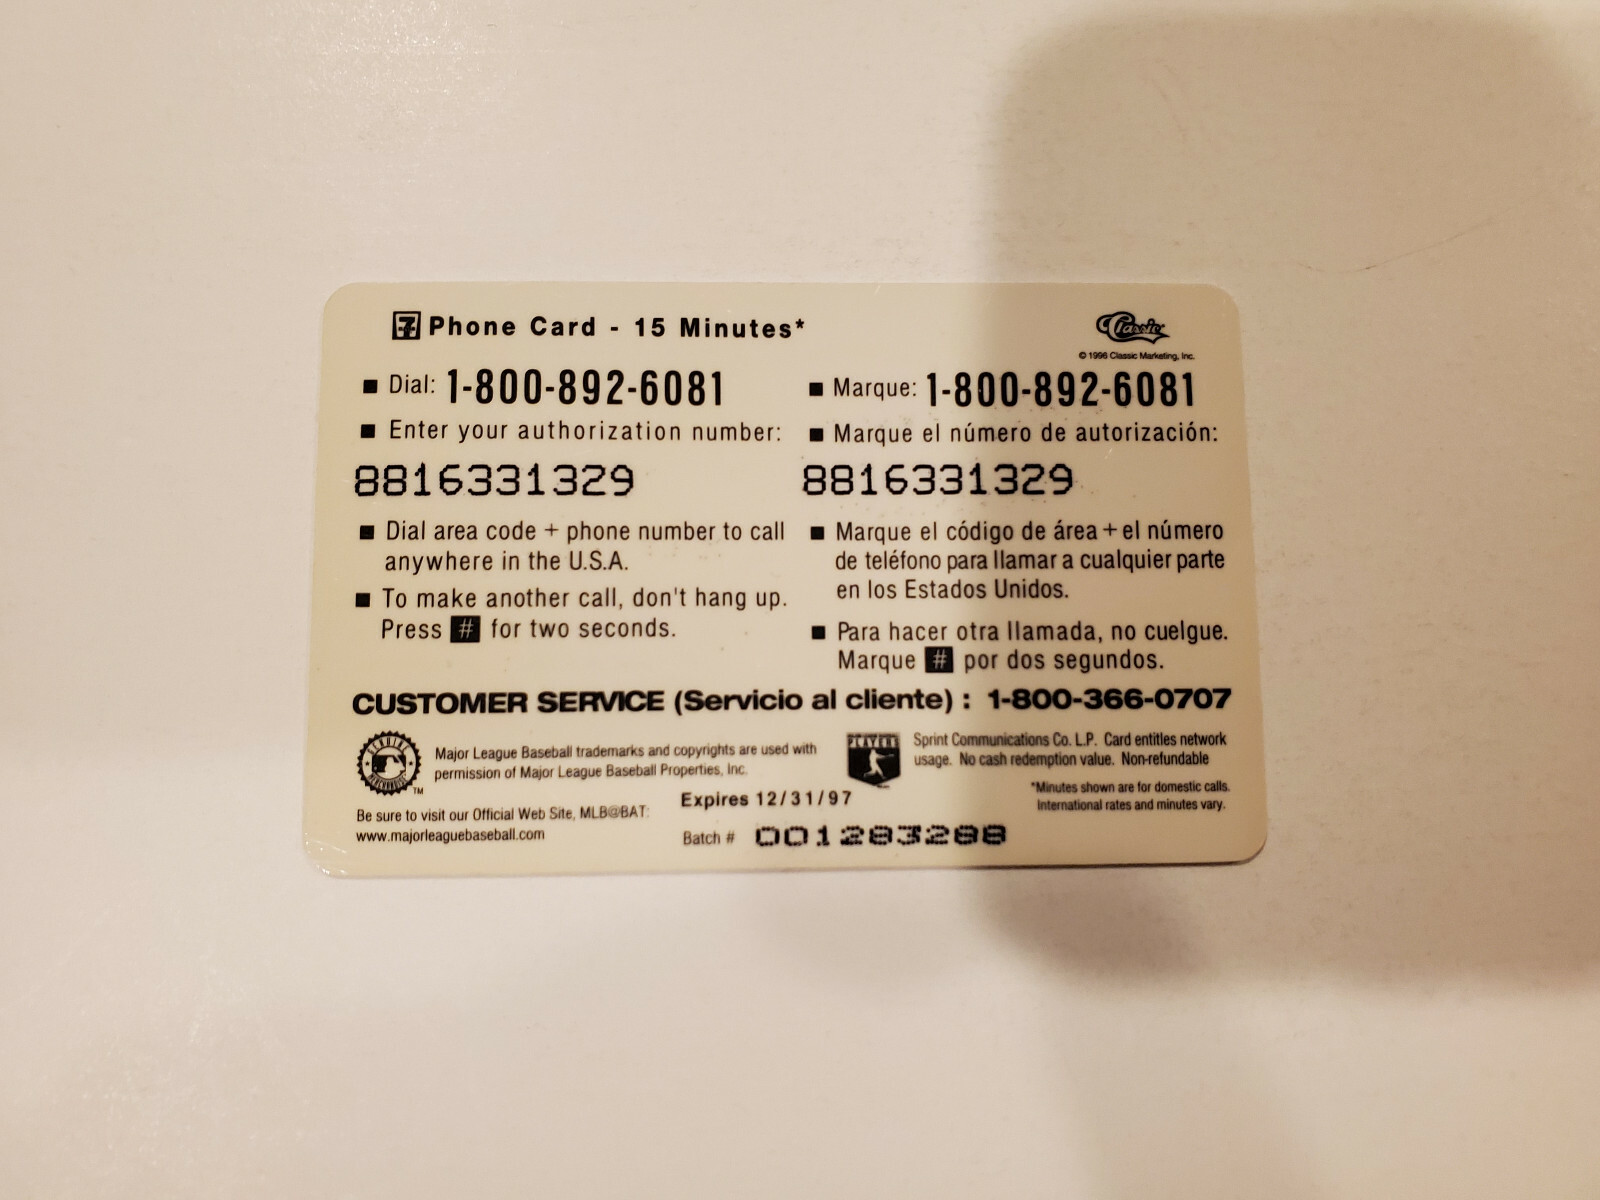 7 Phone Card - 15 Minutes*
Classic
© 1996 Classic Marketing, Inc.
■ Dial: 1-800-892-6081
■ Enter your authorization number:
8816331329
■ Dial area code + phone number to call
anywhere in the U.S.A.
■ To make another call, don't hang up.
Press # for two seconds.
■ Marque: 1-800-892-6081
■ Marque el número de autorización:
8816331329
■ Marque el código de área + el número
de teléfono para llamar a cualquier parte
en los Estados Unidos.
■ Para hacer otra llamada, no cuelgue.
Marque # por dos segundos.
CUSTOMER SERVICE (Servicio al cliente) : 1-800-366-0707
GENUINE
MERCHANDISE
TM
Major League Baseball trademarks and copyrights are used with
permission of Major League Baseball Properties, Inc.
Be sure to visit our Official Web Site, MLB@BAT:
www.majorleaguebaseball.com
Expires 12/31/97
Batch # 001283288
PLAYERS
Sprint Communications Co. L.P. Card entitles network
usage. No cash redemption value. Non-refundable
*Minutes shown are for domestic calls.
International rates and minutes vary.